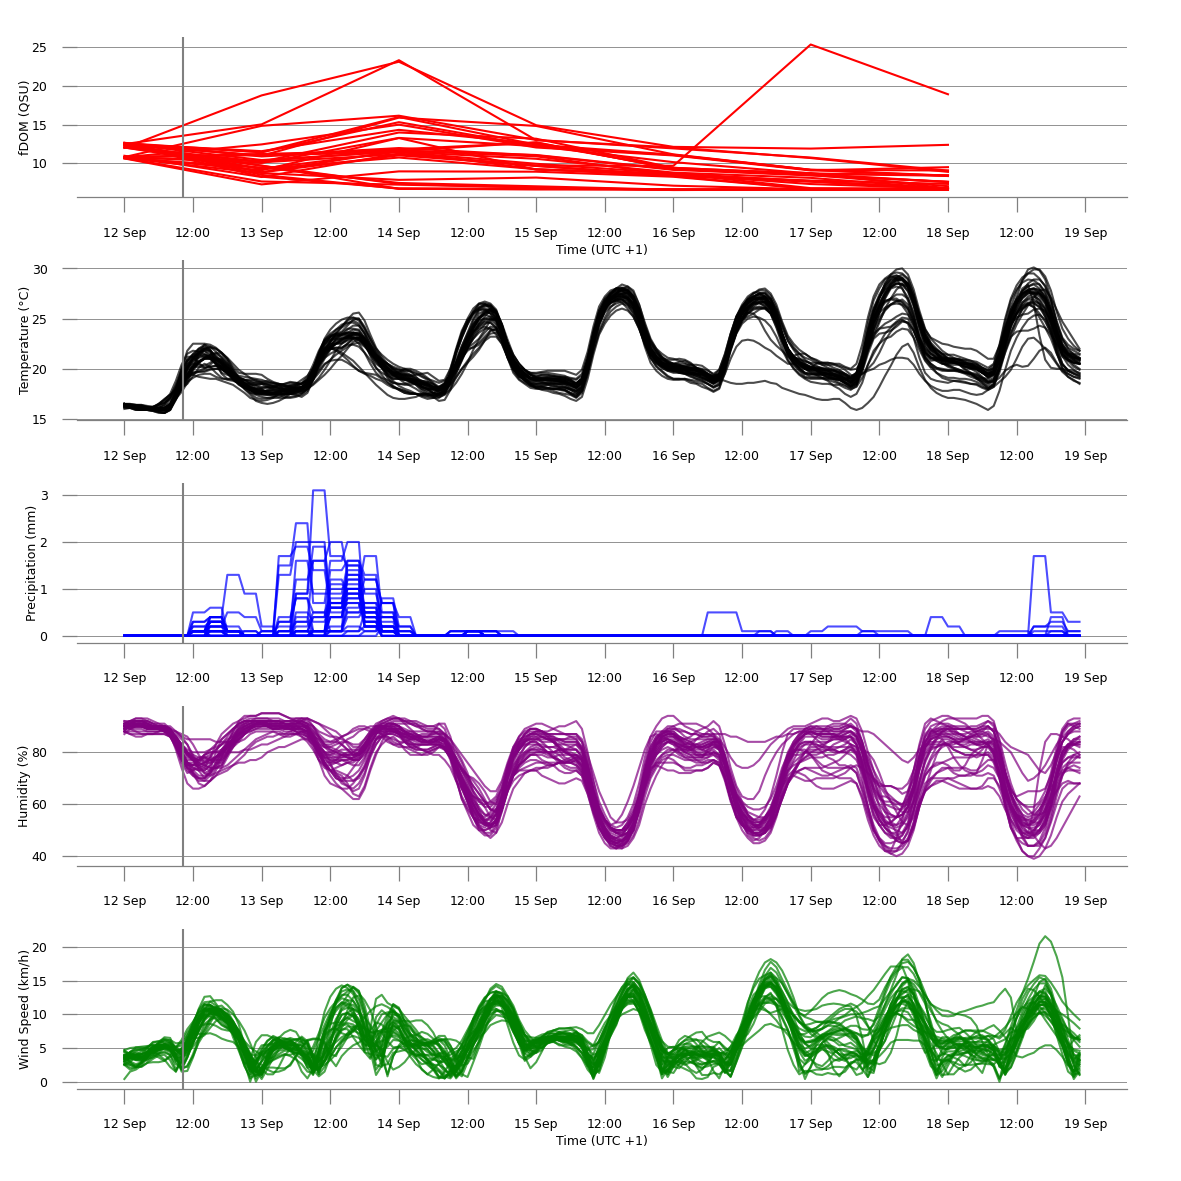 fDOM (QSU)
25
20
15
10
12 Sep 12:00 13 Sep 12:00 14 Sep 12:00 15 Sep 12:00 16 Sep 12:00 17 Sep 12:00 18 Sep 12:00 19 Sep
Time (UTC +1)
Temperature (°C)
30
25
20
15
12 Sep 12:00 13 Sep 12:00 14 Sep 12:00 15 Sep 12:00 16 Sep 12:00 17 Sep 12:00 18 Sep 12:00 19 Sep
Precipitation (mm)
3
2
1
0
12 Sep 12:00 13 Sep 12:00 14 Sep 12:00 15 Sep 12:00 16 Sep 12:00 17 Sep 12:00 18 Sep 12:00 19 Sep
Humidity (%)
80
60
40
12 Sep 12:00 13 Sep 12:00 14 Sep 12:00 15 Sep 12:00 16 Sep 12:00 17 Sep 12:00 18 Sep 12:00 19 Sep
Wind Speed (km/h)
20
15
10
5
0
12 Sep 12:00 13 Sep 12:00 14 Sep 12:00 15 Sep 12:00 16 Sep 12:00 17 Sep 12:00 18 Sep 12:00 19 Sep
Time (UTC +1)